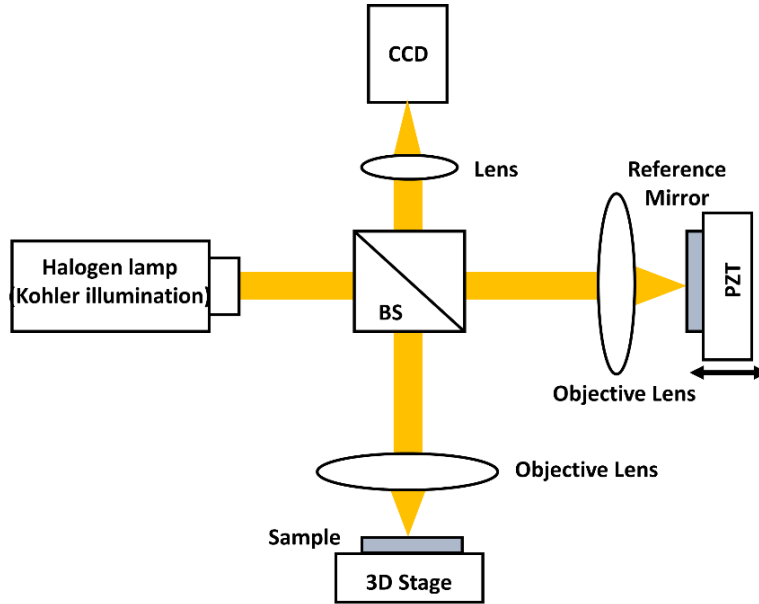 CCD
Lens
Reference
Mirror
Halogen lamp
(Kohler illumination)
BS
PZT
Objective Lens
Objective Lens
Sample
3D Stage